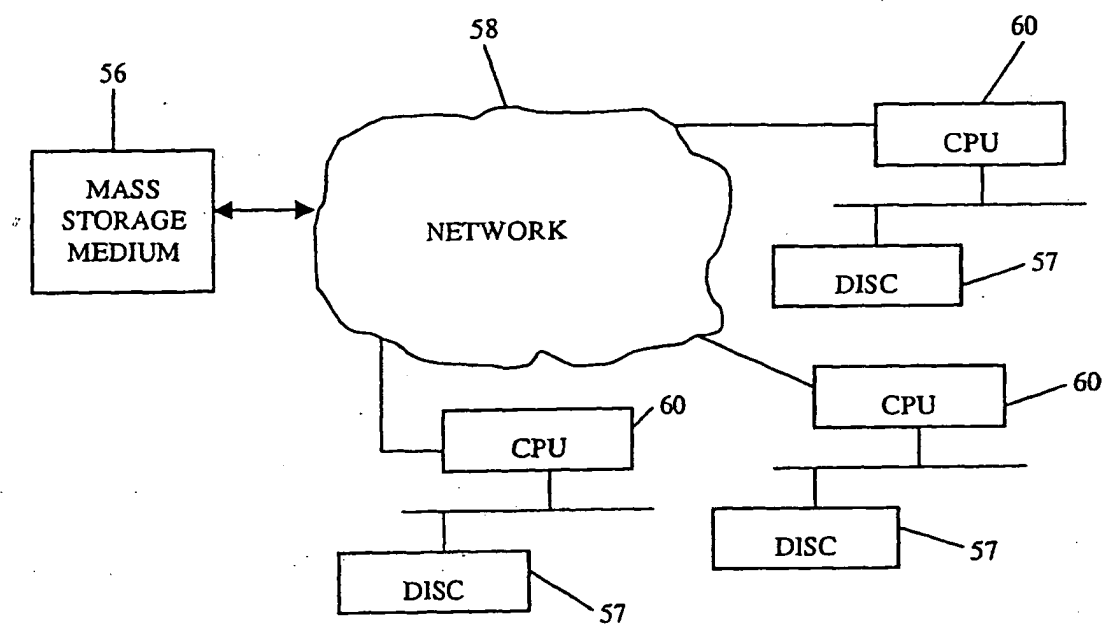 58
60
56
CPU
MASS
STORAGE
MEDIUM
NETWORK
57
DISC
60
CPU
60
CPU
DISC
57
DISC
57